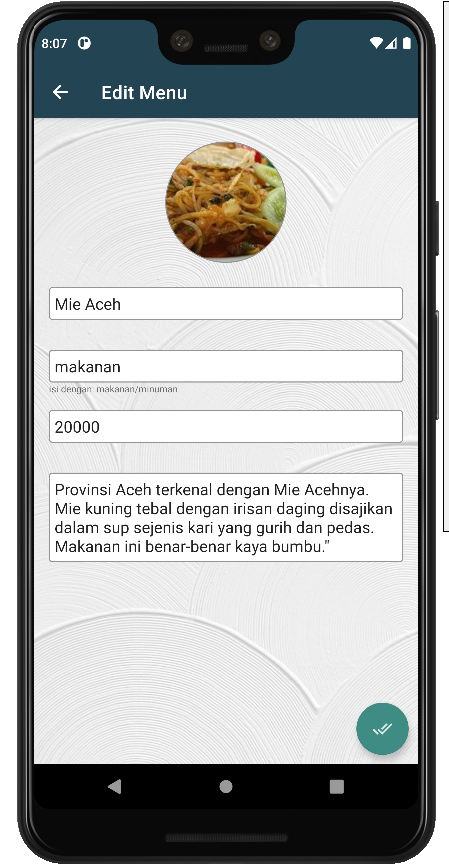 8:07
Edit Menu
Mie Aceh
makanan
isi dengan: makanan/minuman
20000
Provinsi Aceh terkenal dengan Mie Acehnya.
Mie kuning tebal dengan irisan daging disajikan
dalam sup sejenis kari yang gurih dan pedas.
Makanan ini benar-benar kaya bumbu."